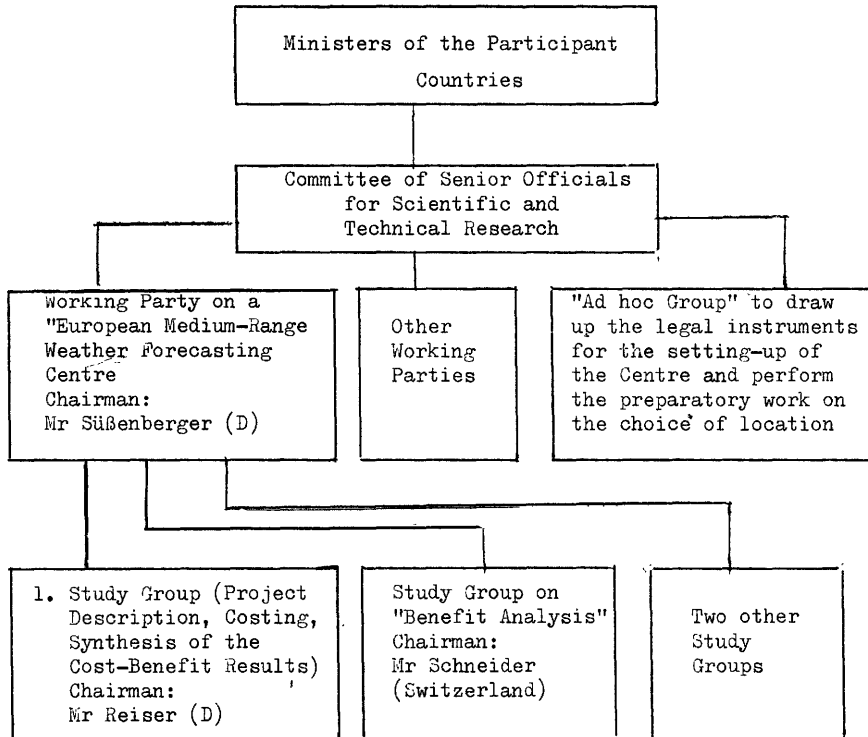 Ministers of the Participant
Countries
Committee of Senior Officials
for Scientific and
Technical Research
Working Party on a
"European Medium-Range
Weather Forecasting
Centre
Chairman:
Mr Süßenberger (D)
Other
Working
Parties
"Ad hoc Group" to draw
up the legal instruments
for the setting-up of
the Centre and perform
the preparatory work on
the choice of location
1. Study Group (Project
Description, Costing,
Synthesis of the
Cost-Benefit Results)
Chairman:
Mr Reiser (D)
Study Group on
"Benefit Analysis"
Chairman:
Mr Schneider
(Switzerland)
Two other
Study
Groups